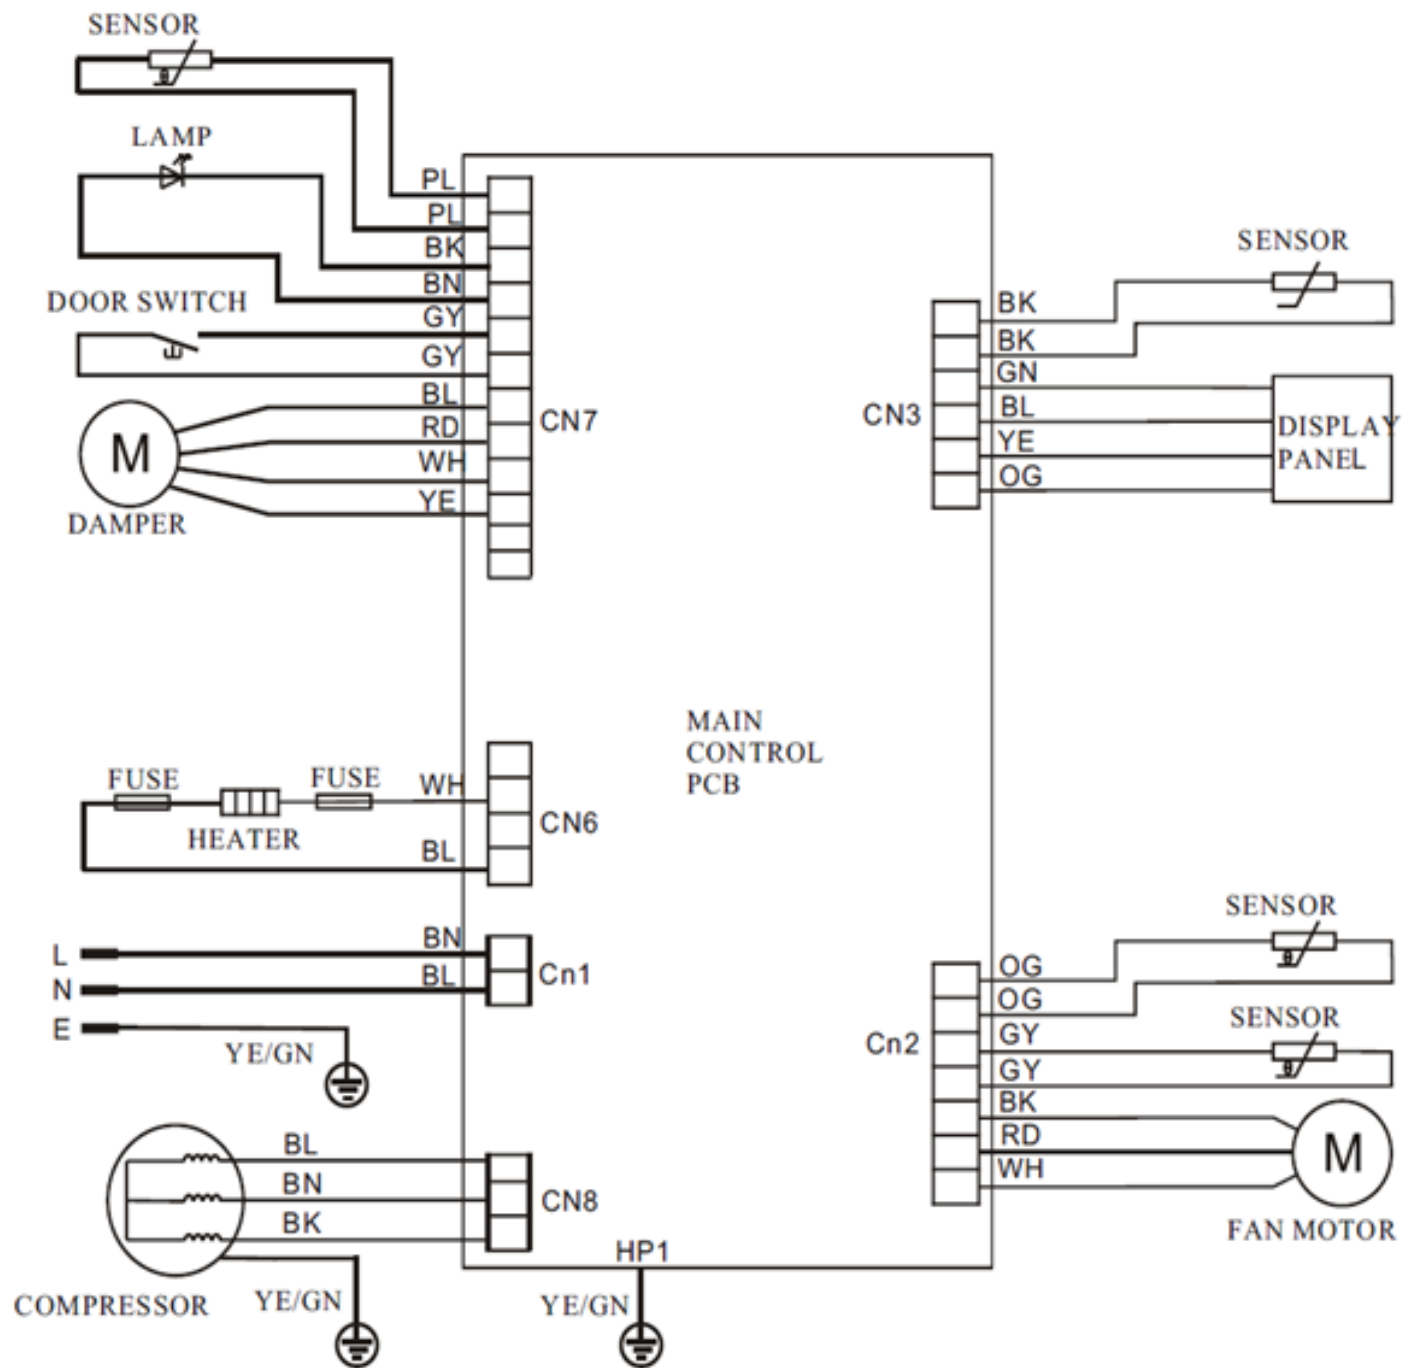 SENSOR
LAMP
PL
PL
BK
BN
DOOR SWITCH
GY
GY
BL
RD
WH
YE
CN7
M
DAMPER
SENSOR
BK
BK
GN
BL
YE
OG
CN3
DISPLAY
PANEL
MAIN
CONTROL
PCB
FUSE
FUSE
WH
HEATER
CN6
BL
L
BN
N
BL
Cn1
E
YE/GN
SENSOR
OG
OG
SENSOR
GY
Cn2
GY
BK
RD
WH
M
FAN MOTOR
BL
BN
BK
CN8
COMPRESSOR
YE/GN
HP1
YE/GN